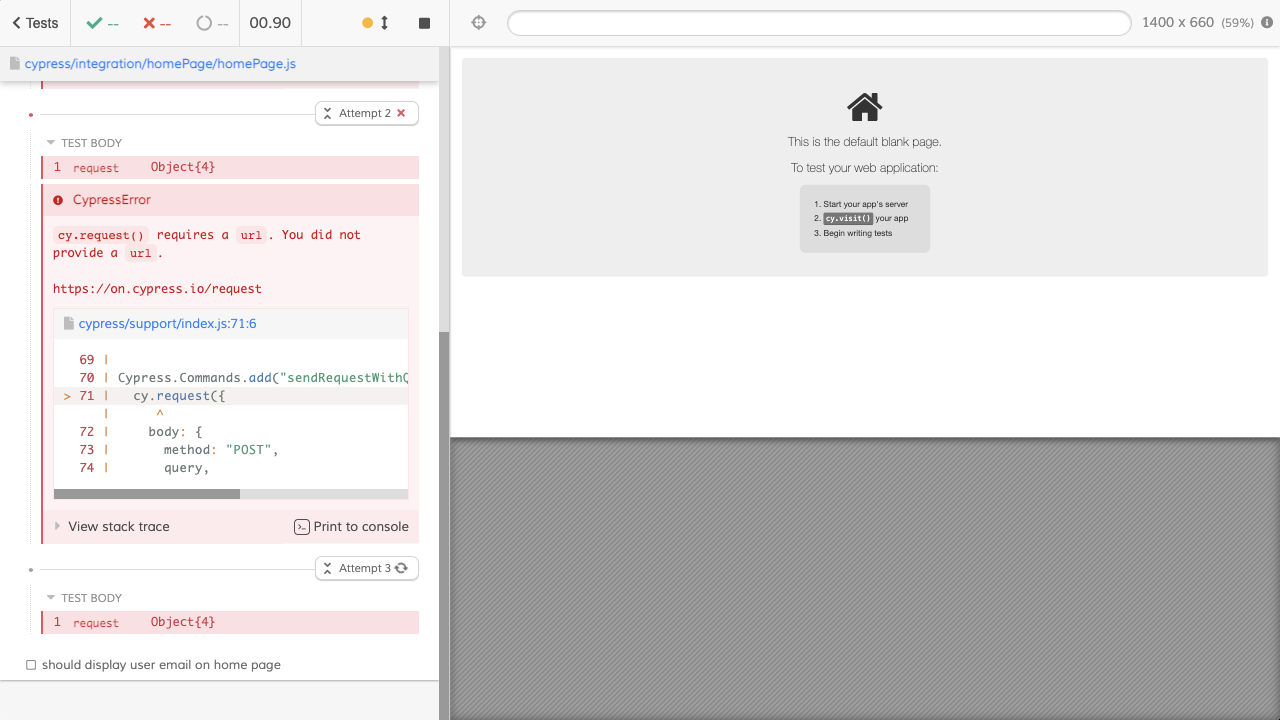 Tests -- -- -- 00.90 1400 x 660 (59%)
cypress/integration/homePage/homePage.js
Attempt 2
TEST BODY
1 request Object{4}
CypressError
cy.request() requires a url. You did not
provide a url.
https://on.cypress.io/request
cypress/support/index.js:71:6
69 |
70 | Cypress.Commands.add("sendRequestWithQ
> 71 | cy.request({
| ^
72 | body: {
73 | method: "POST",
74 | query,
View stack trace Print to console
Attempt 3
TEST BODY
1 request Object{4}
should display user email on home page
This is the default blank page.
To test your web application:
1. Start your app's server
2. cy.visit() your app
3. Begin writing tests